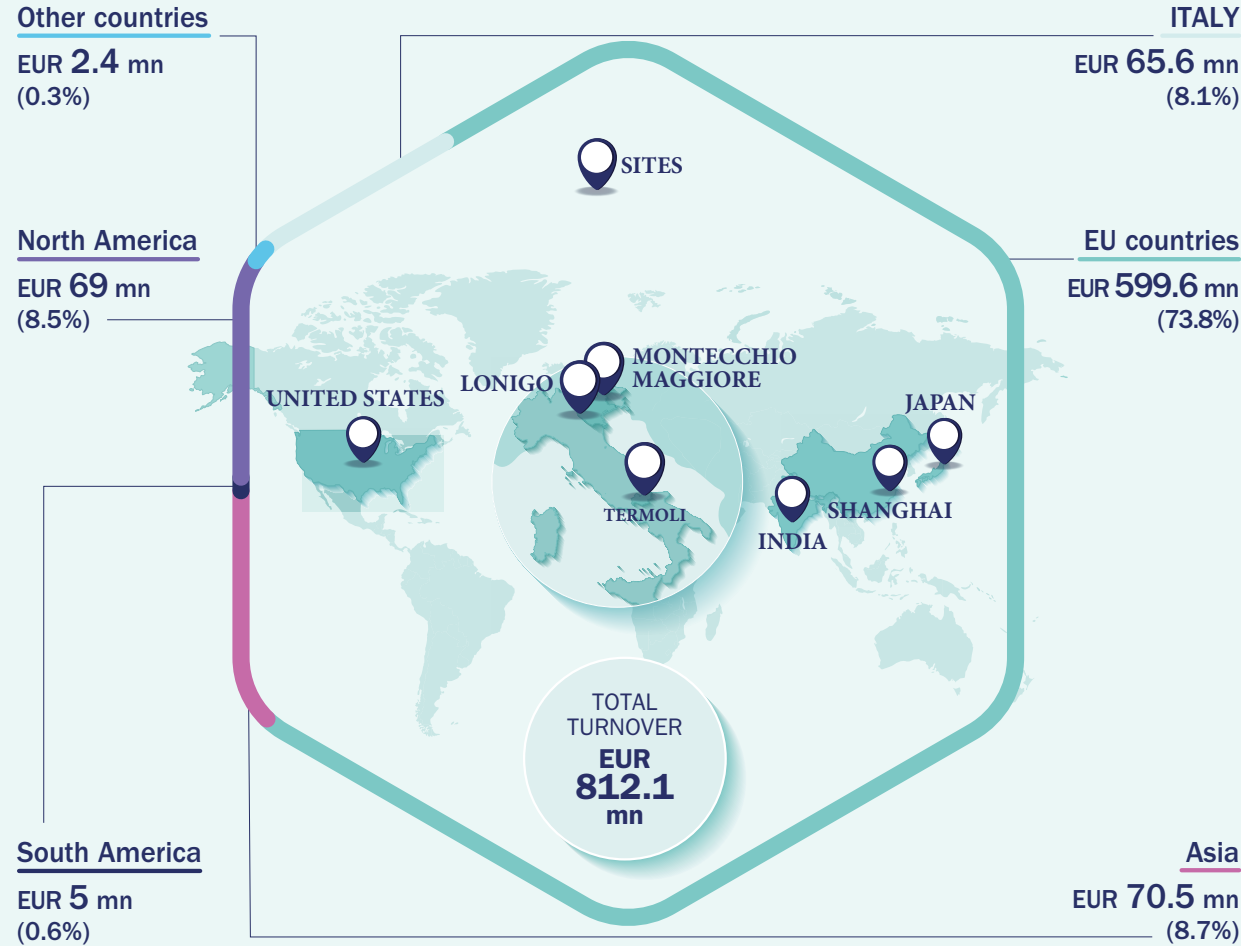 Other countries
EUR 2.4 mn
(0.3%)
ITALY
EUR 65.6 mn
(8.1%)
SITES
North America
EUR 69 mn
(8.5%)
EU countries
EUR 599.6 mn
(73.8%)
MONTECCHIO
MAGGIORE
LONIGO
UNITED STATES
JAPAN
TERMOLI
SHANGHAI
INDIA
TOTAL
TURNOVER
EUR
812.1
mn
South America
EUR 5 mn
(0.6%)
Asia
EUR 70.5 mn
(8.7%)